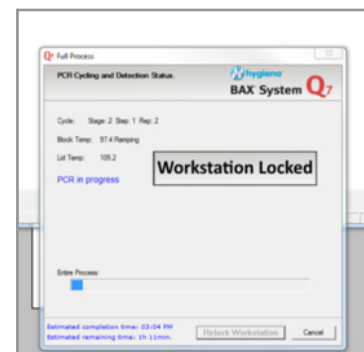 Q7 Full Process
PCR Cycling and Detection Status.
hygiena
BAX System Q7
Cycle: Stage: 2 Step: 1 Rep: 2
Block Temp: 57.4 Ramping
Lid Temp: 105.2
PCR in progress
Workstation Locked
Entire Process:
Estimated completion time: 03:04 PM
Estimated remaining time: 1h 11min.
Relock Workstation
Cancel